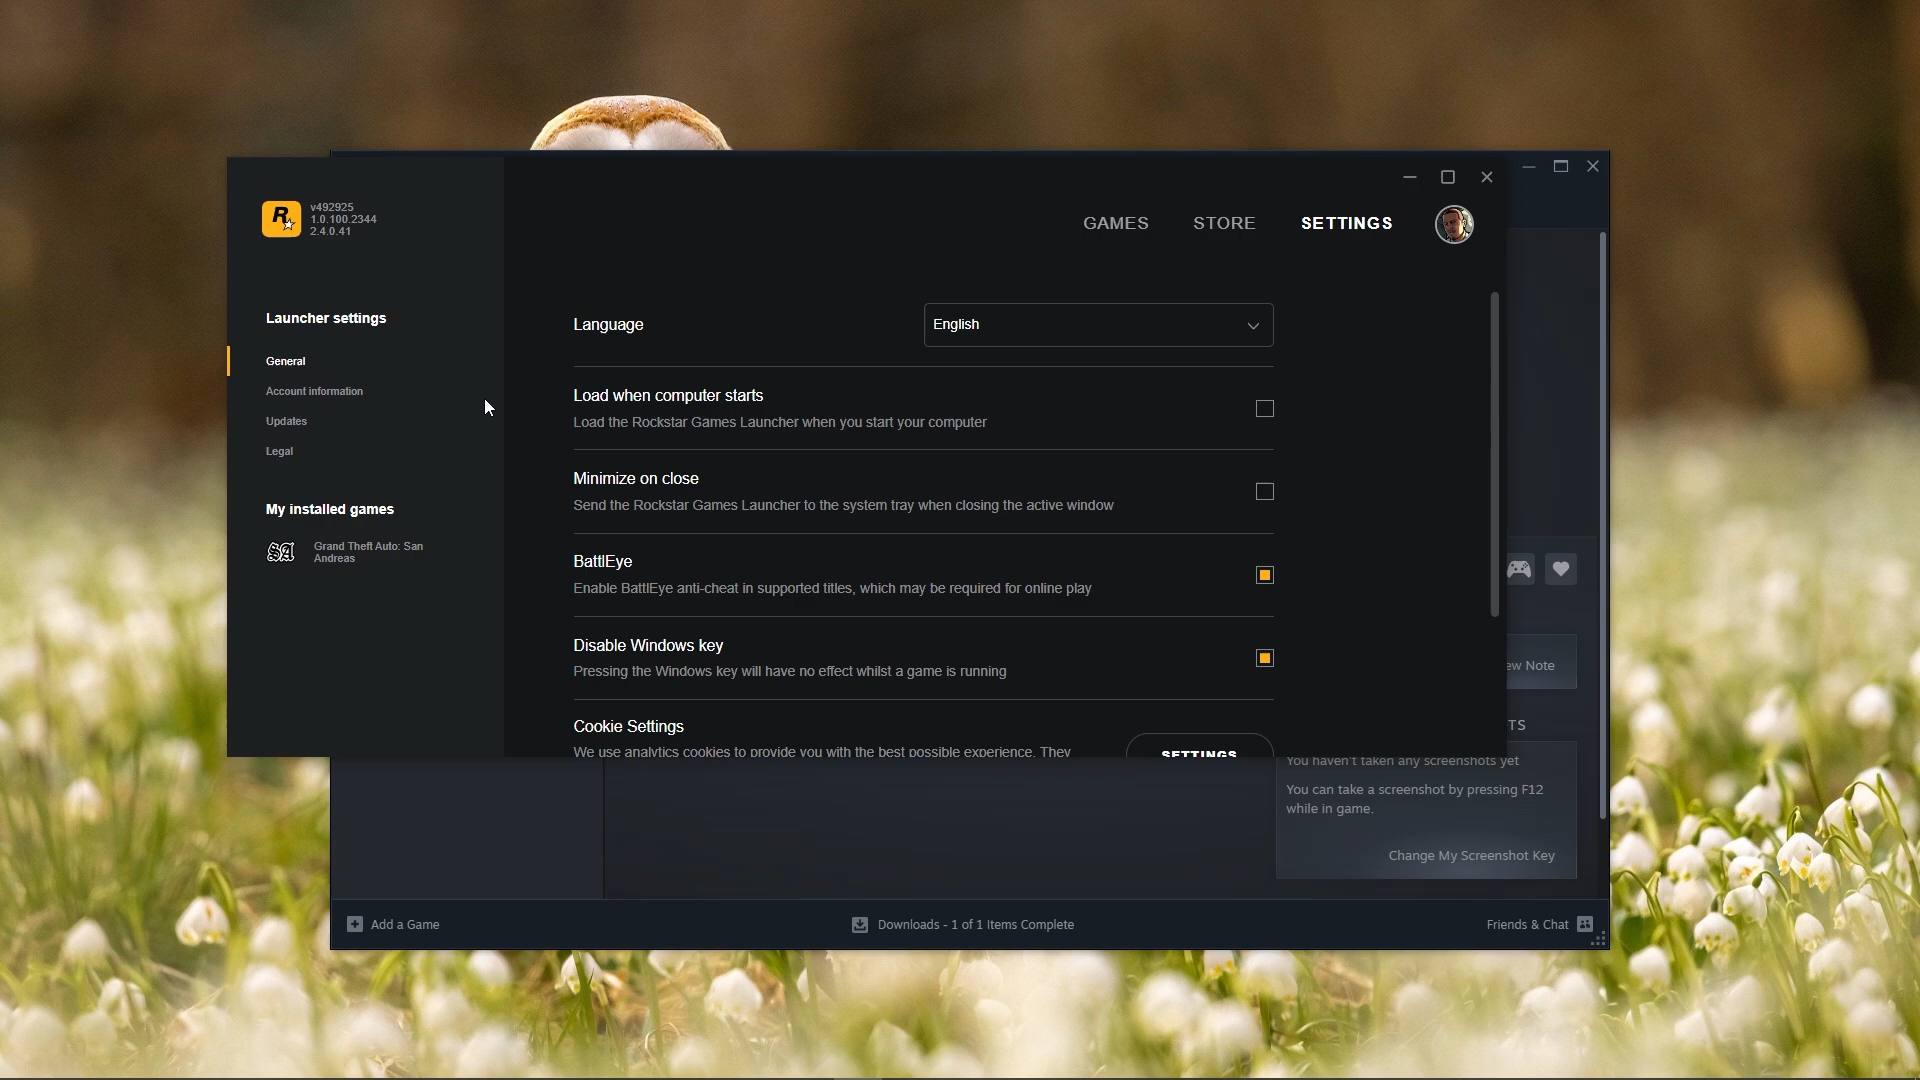 v492925
1.0.100.2344
2.4.0.41
GAMES
STORE
SETTINGS
Launcher settings
General
Account information
Updates
Legal
My installed games
Grand Theft Auto: San
Andreas
Language
English
Load when computer starts
Load the Rockstar Games Launcher when you start your computer
Minimize on close
Send the Rockstar Games Launcher to the system tray when closing the active window
BattlEye
Enable BattlEye anti-cheat in supported titles, which may be required for online play
Disable Windows key
Pressing the Windows key will have no effect whilst a game is running
Cookie Settings
We use analytics cookies to provide you with the best possible experience. They
SETTINGS
ew Note
TS
You haven't taken any screenshots yet
You can take a screenshot by pressing F12
while in game.
Change My Screenshot Key
Add a Game
Downloads - 1 of 1 Items Complete
Friends & Chat